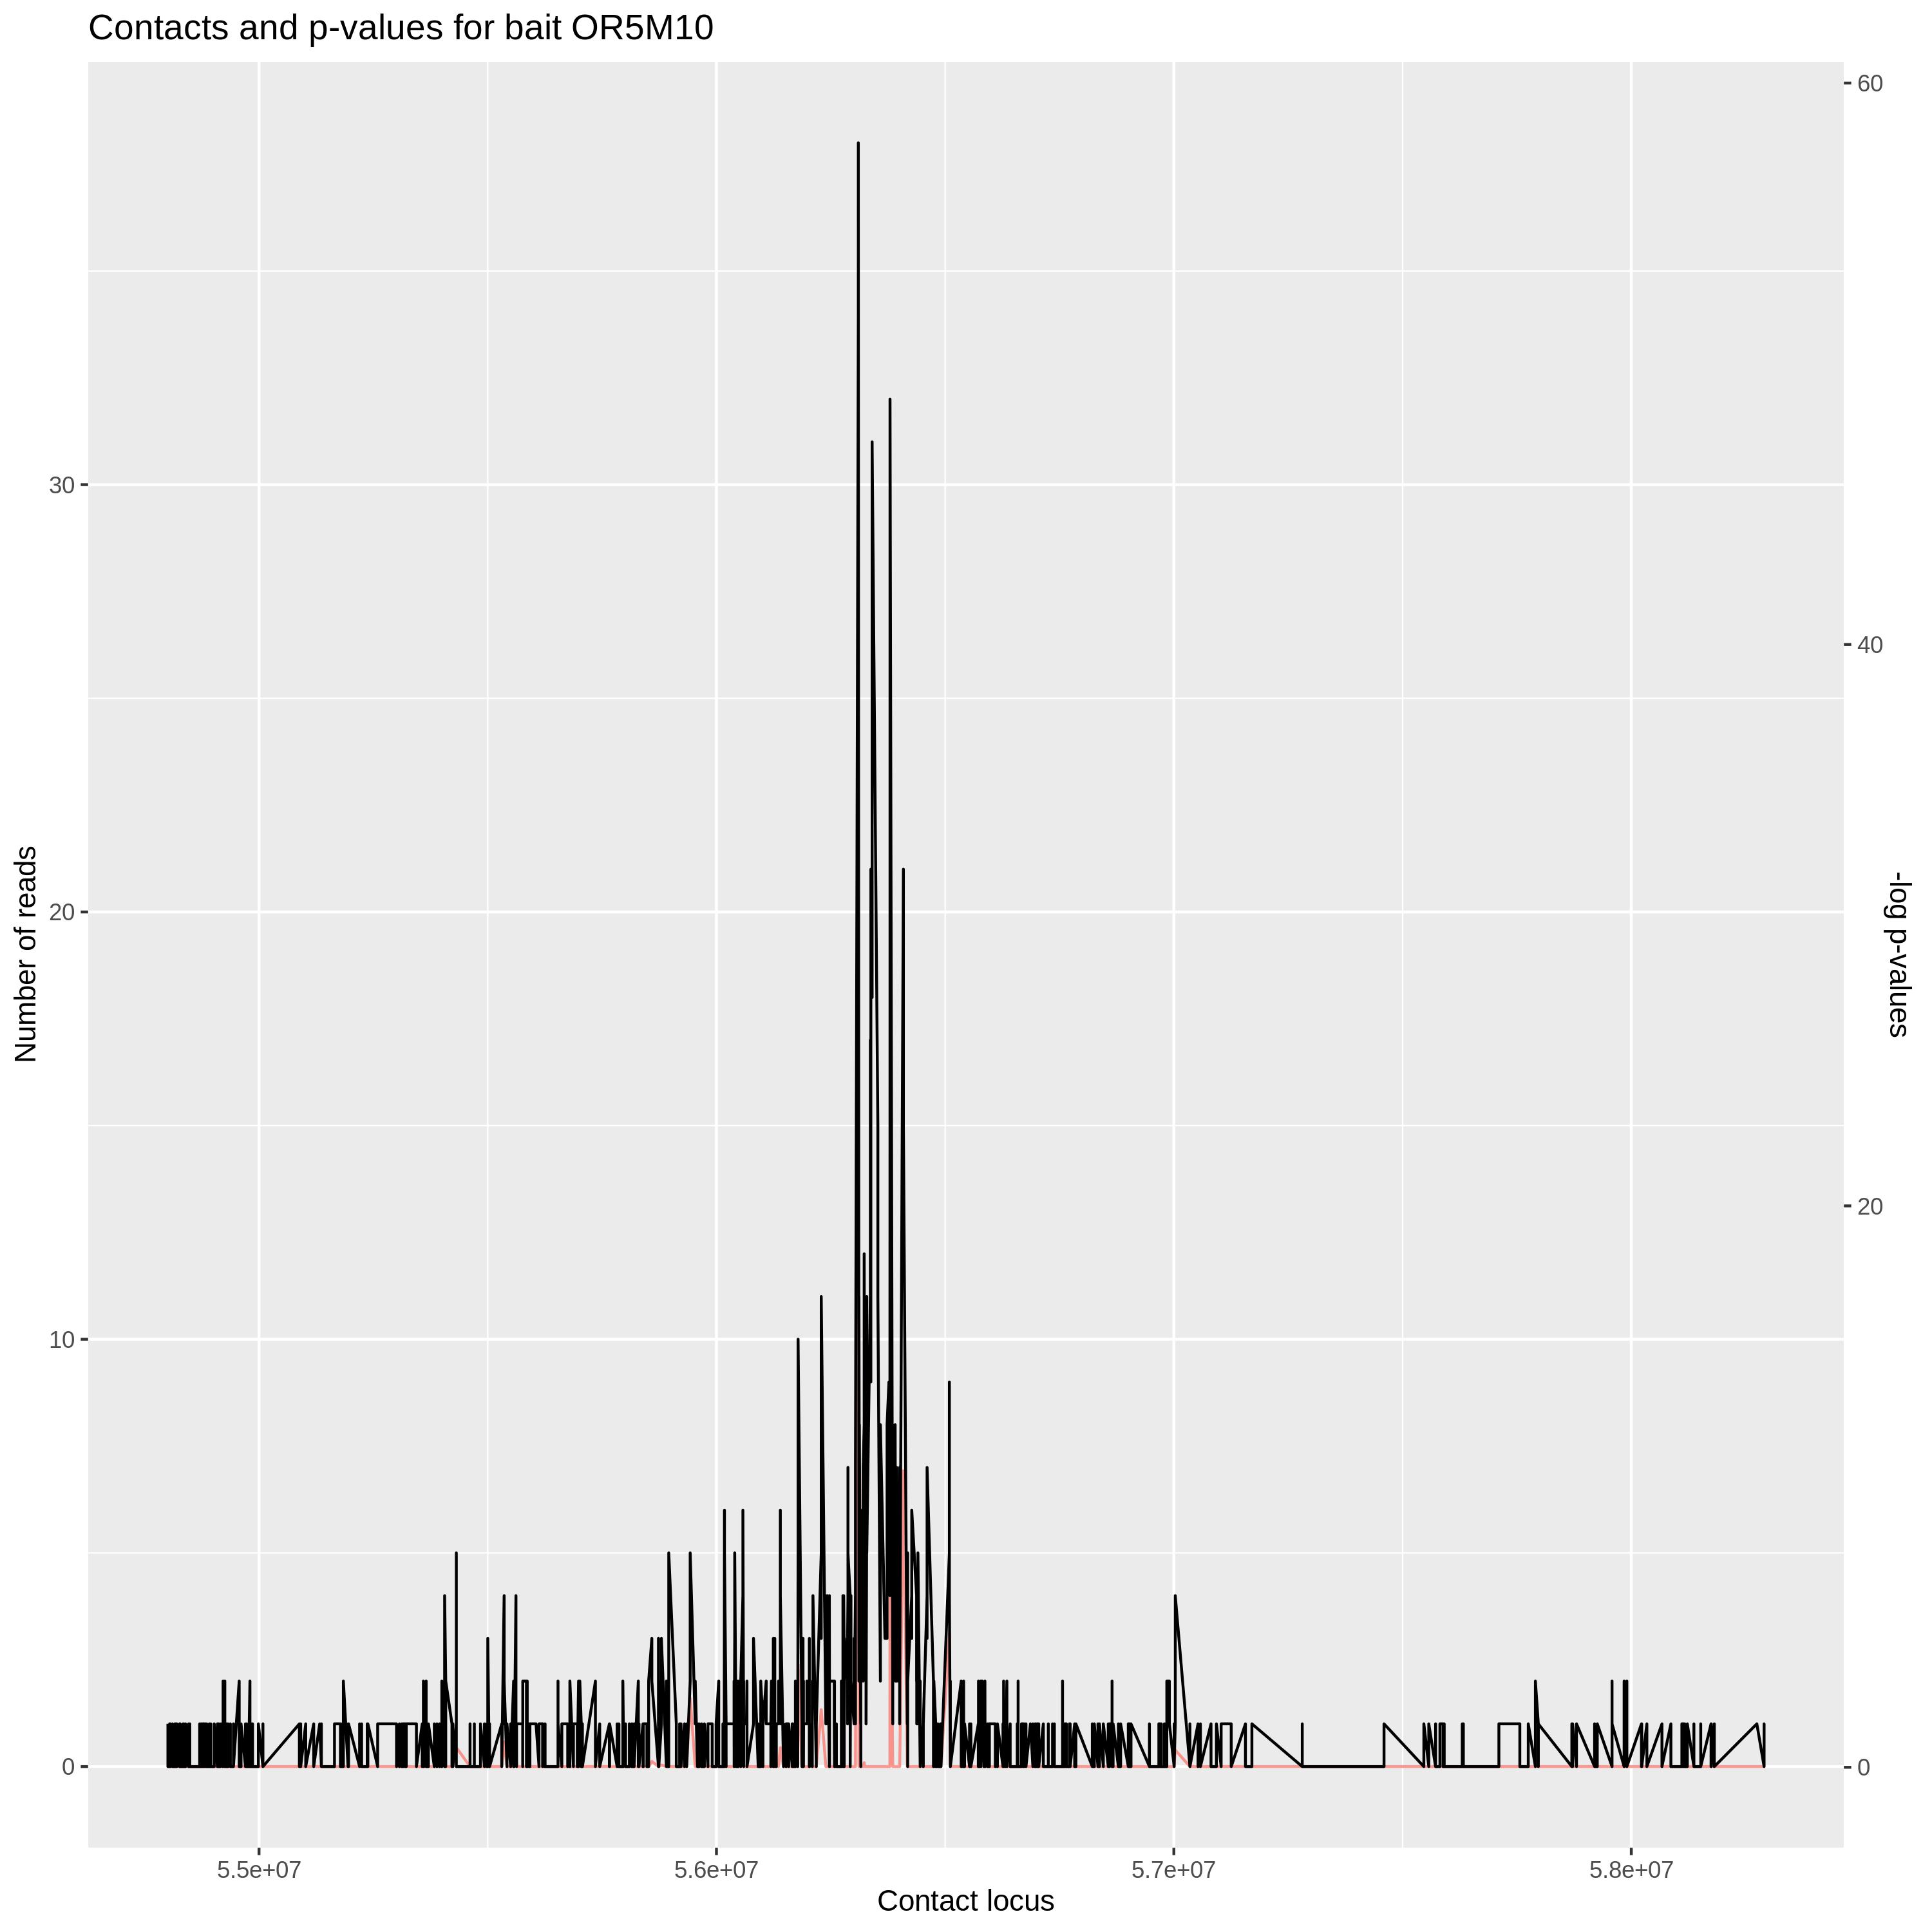 Contacts and p-values for bait OR5M10
60
30
40
20
20
10
0
0
Number of reads
-log p-values
5.5e+07
5.6e+07
5.7e+07
5.8e+07
Contact locus